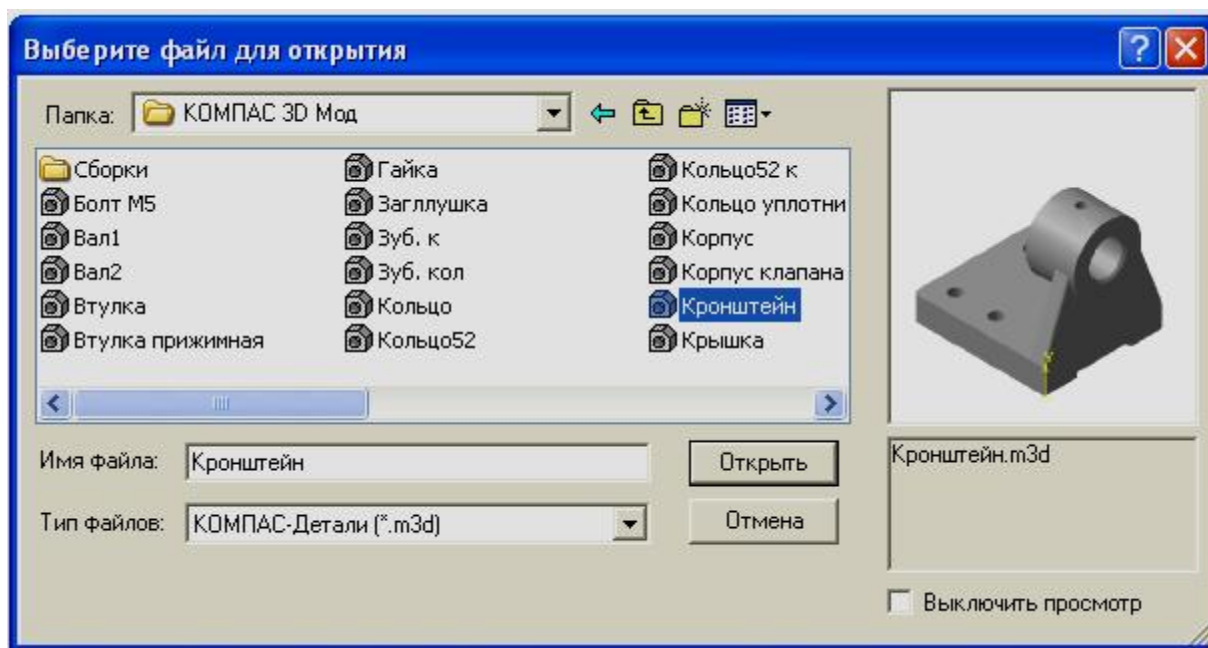 Выберите файл для открытия
Папка: КОМПАС 3D Мод
Сборки
Болт М5
Вал1
Вал2
Втулка
Втулка прижимная
Гайка
Загллушка
Зуб. к
Зуб. кол
Кольцо
Кольцо52
Кольцо52 к
Кольцо уплотни
Корпус
Корпус клапана
Кронштейн
Крышка
Имя файла: Кронштейн
Открыть
Тип файлов: КОМПАС-Детали (*.m3d)
Отмена
Кронштейн.m3d
Выключить просмотр